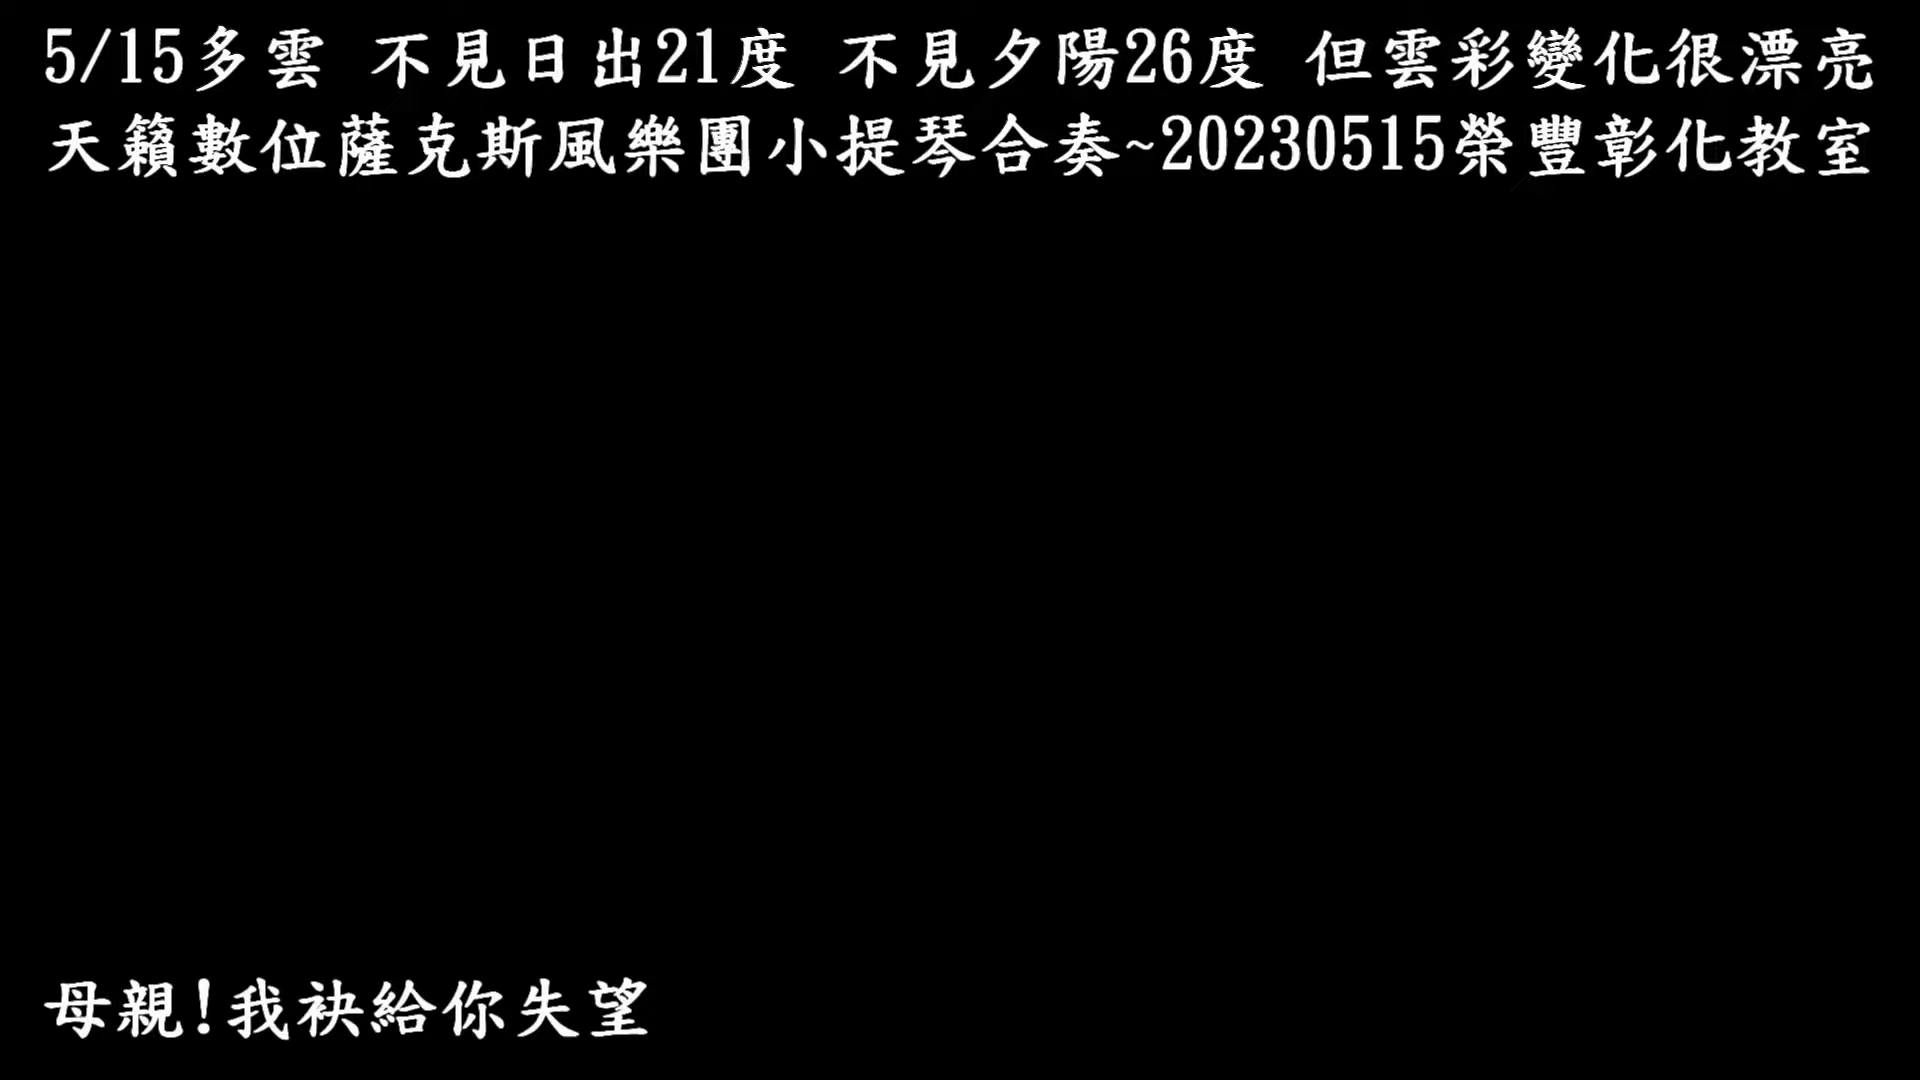 5/15多雲 不見日出21度 不見夕陽26度 但雲彩變化很漂亮
天籟數位薩克斯風樂團小提琴合奏~20230515榮豐彰化教室
母親!我袂給你失望